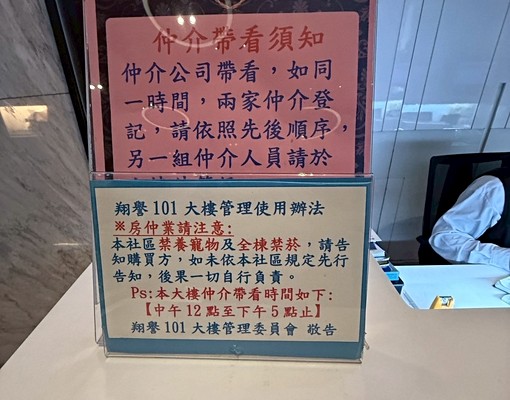 仲介帶看須知
仲介公司帶看，如同
一時間，兩家仲介登
記，請依照先後順序，
另一組仲介人員請於
翔譽101大樓管理使用辦法
※房仲業請注意:
本社區禁養寵物及全棟禁菸，請告
知購買方，如未依本社區規定先行
告知，後果一切自行負責。
Ps:本大樓仲介帶看時間如下:
【中午12點至下午5點止】
翔譽101大樓管理委員會 敬告